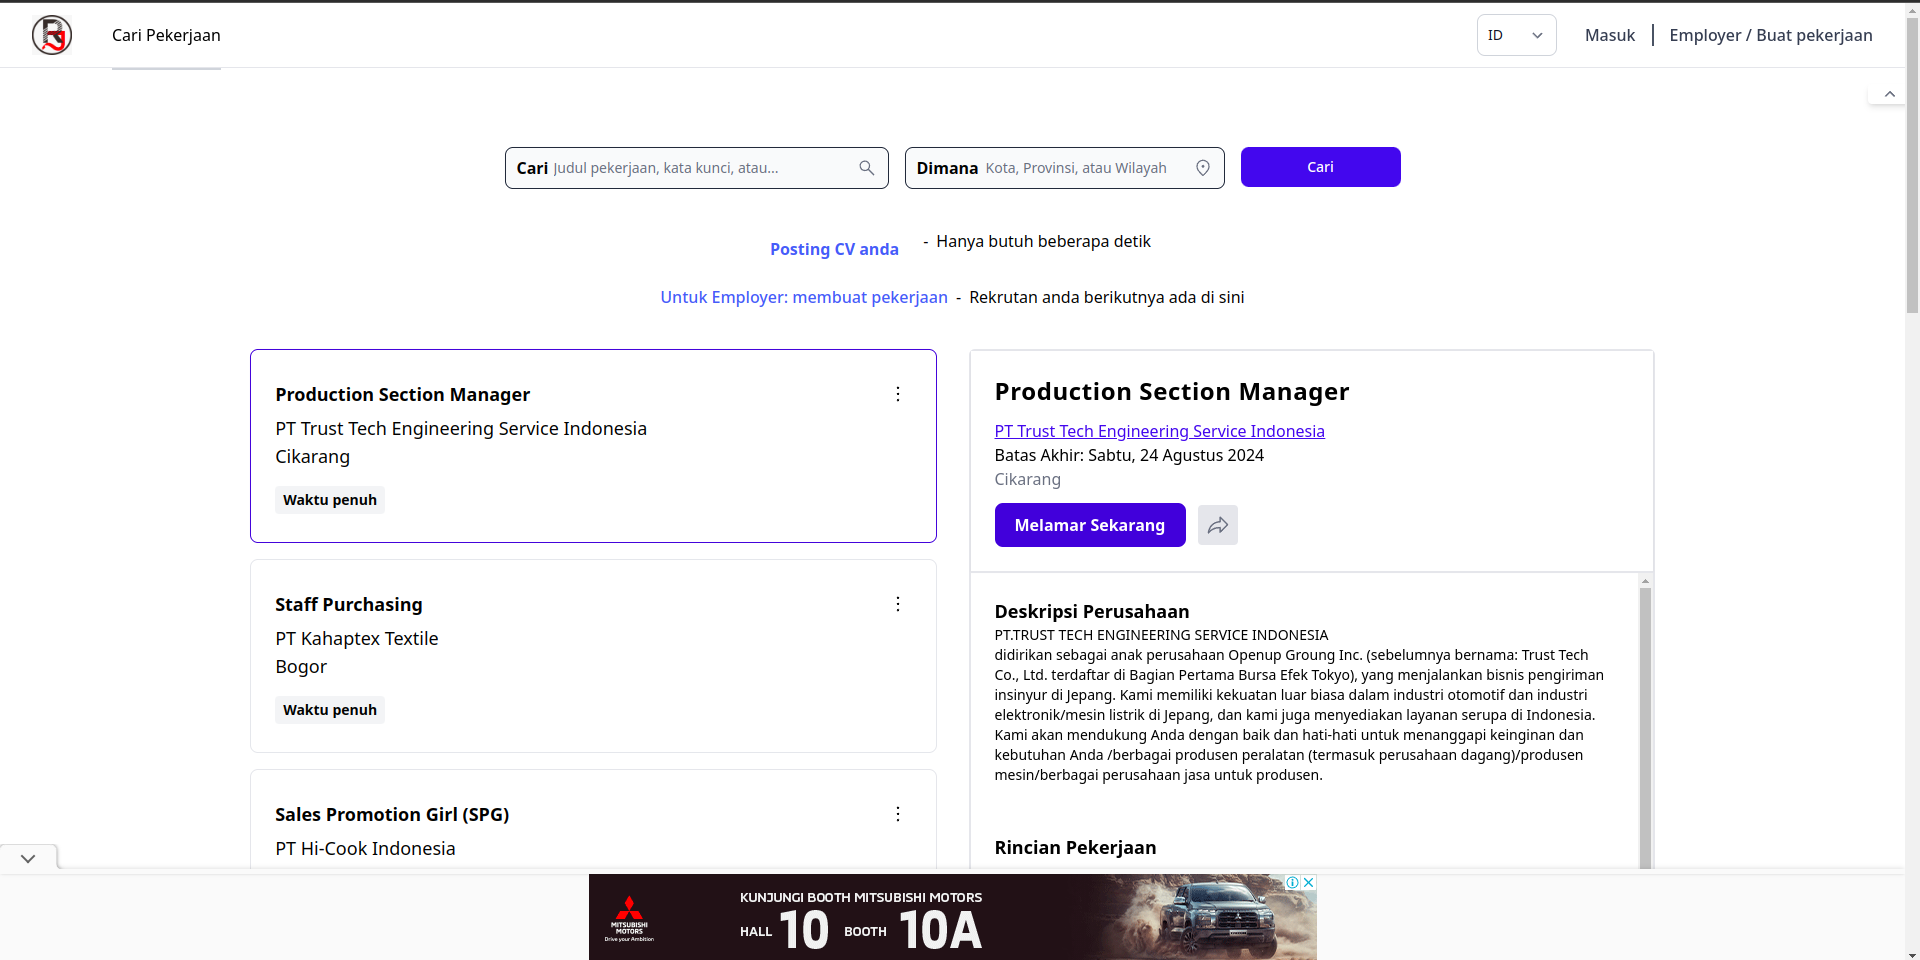 Cari Pekerjaan
ID
Masuk
Employer / Buat pekerjaan
Cari Judul pekerjaan, kata kunci, atau...
Dimana Kota, Provinsi, atau Wilayah
Cari
Posting CV anda - Hanya butuh beberapa detik
Untuk Employer: membuat pekerjaan - Rekrutan anda berikutnya ada di sini
Production Section Manager
PT Trust Tech Engineering Service Indonesia
Cikarang
Waktu penuh
Staff Purchasing
PT Kahaptex Textile
Bogor
Waktu penuh
Sales Promotion Girl (SPG)
PT Hi-Cook Indonesia
Production Section Manager
PT Trust Tech Engineering Service Indonesia
Batas Akhir: Sabtu, 24 Agustus 2024
Cikarang
Melamar Sekarang
Deskripsi Perusahaan
PT.TRUST TECH ENGINEERING SERVICE INDONESIA
didirikan sebagai anak perusahaan Openup Groung Inc. (sebelumnya bernama: Trust Tech
Co., Ltd. terdaftar di Bagian Pertama Bursa Efek Tokyo), yang menjalankan bisnis pengiriman
insinyur di Jepang. Kami memiliki kekuatan luar biasa dalam industri otomotif dan industri
elektronik/mesin listrik di Jepang, dan kami juga menyediakan layanan serupa di Indonesia.
Kami akan mendukung Anda dengan baik dan hati-hati untuk menanggapi keinginan dan
kebutuhan Anda /berbagai produsen peralatan (termasuk perusahaan dagang)/produsen
mesin/berbagai perusahaan jasa untuk produsen.
Rincian Pekerjaan
MITSUBISHI
MOTORS
Drive your Ambition
KUNJUNGI BOOTH MITSUBISHI MOTORS
HALL 10 BOOTH 10A